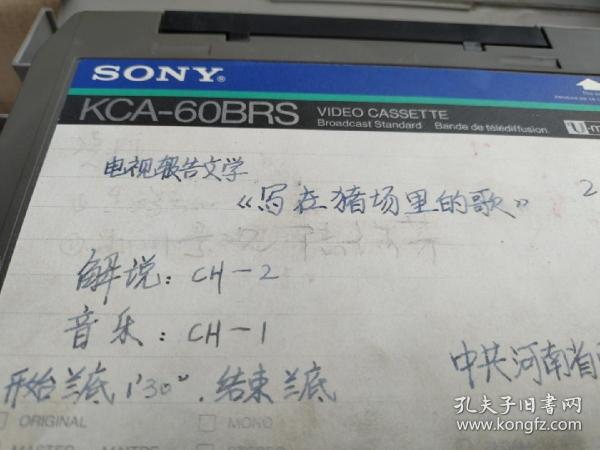 SONY®
KCA-60BRS VIDEO CASSETTE
Broadcast Standard Bande de télédiffusion
电视报告文学
《写在猪场里的歌》 2
解说：CH-2
音乐：CH-1
中共河南省
开始兰底1'30"．结束兰底
ORIGINAL MONO
MASTER MAITRE STEREO
孔夫子旧书网
www.kongfz.com